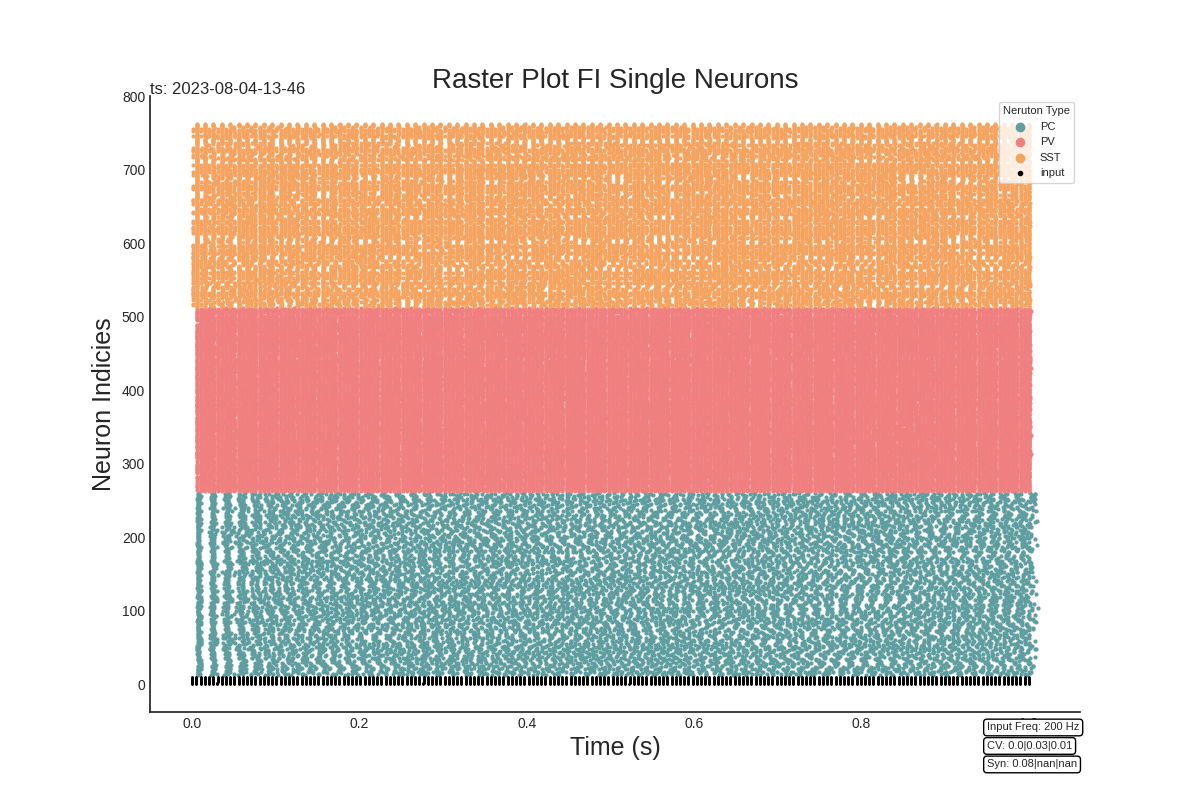 Raster Plot FI Single Neurons
ts: 2023-08-04-13-46
800
700
600
500
400
300
200
100
0
Neuron Indicies
Neruton Type
PC
PV
SST
input
0.0
0.2
0.4
0.6
0.8
Time (s)
Input Freq: 200 Hz
CV: 0.0|0.03|0.01
Syn: 0.08|nan|nan